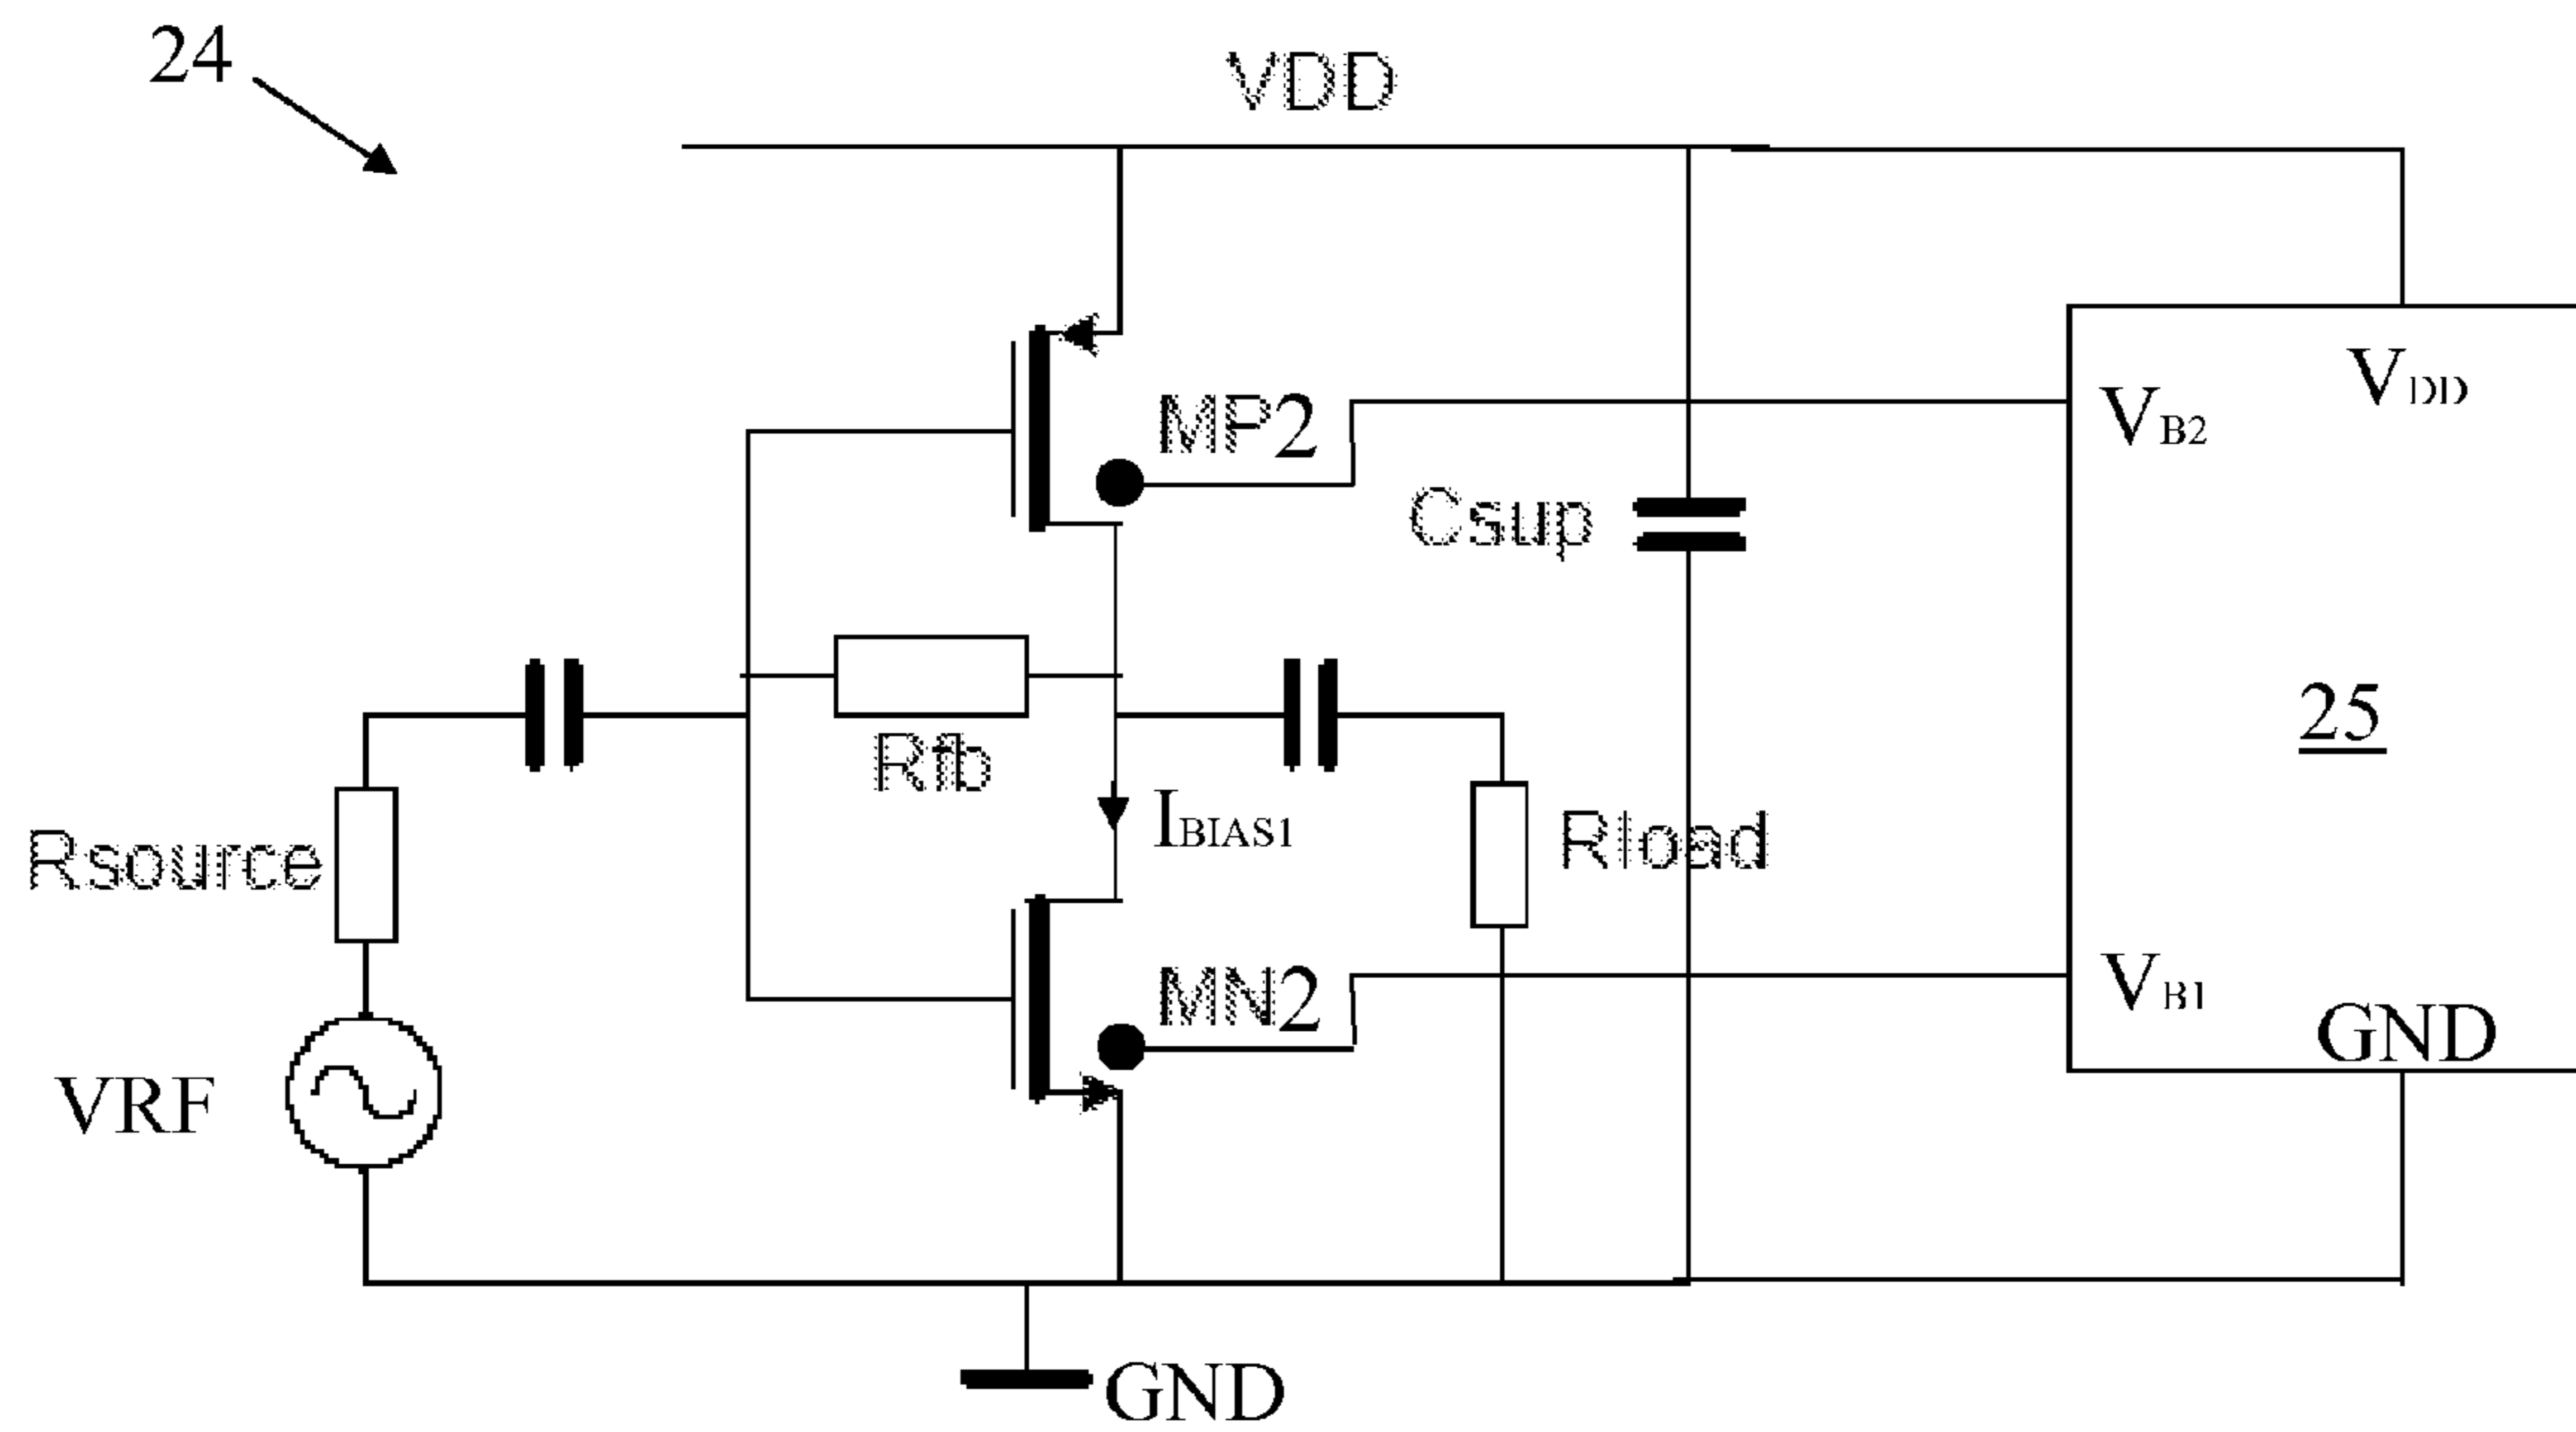 24
VDD
VDD
MP2
VB2
Csup
25
Rfb
IBIAS1
Rload
Rsource
MN2
VB1
GND
VRF
GND